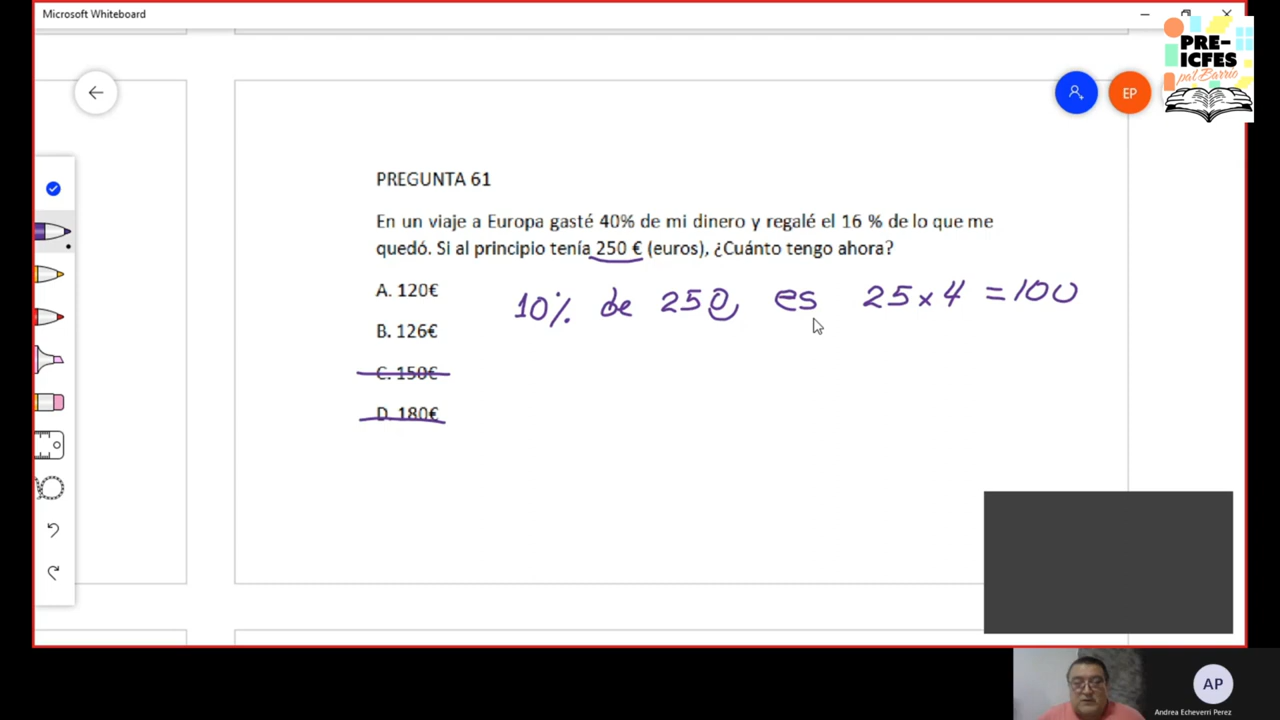 Microsoft Whiteboard
PRE-
ICFES
pa'l Barrio
EP
PREGUNTA 61
En un viaje a Europa gasté 40% de mi dinero y regalé el 16 % de lo que me
quedó. Si al principio tenía 250 € (euros), ¿Cuánto tengo ahora?
A. 120€
10% de 250 es 25 x 4 = 100
B. 126€
C. 150€
D. 180€
AP
Andrea Echeverri Perez